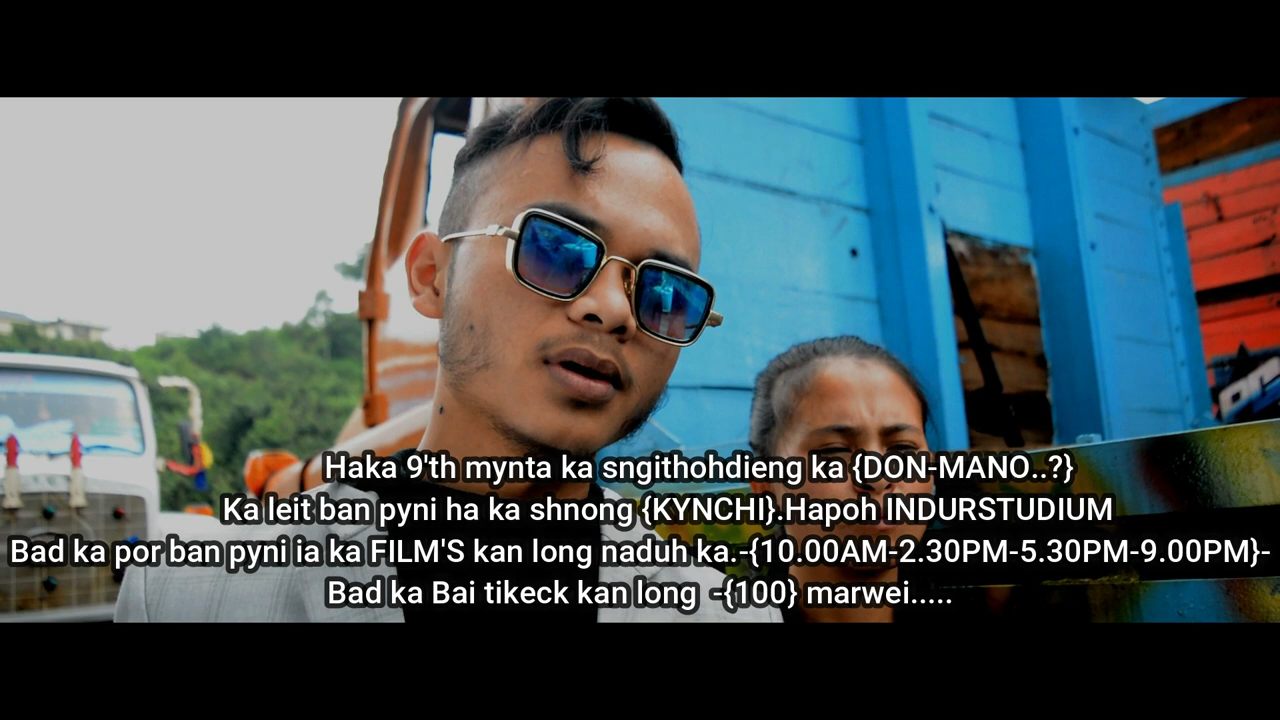 Haka 9'th mynta ka sngithohdieng ka {DON-MANO..?}
Ka leit ban pyni ha ka shnong {KYNCHI}.Hapoh INDURSTUDIUM
Bad ka por ban pyni ia ka FILM'S kan long naduh ka.-{10.00AM-2.30PM-5.30PM-9.00PM}-
Bad ka Bai tikeck kan long -{100} marwei.....